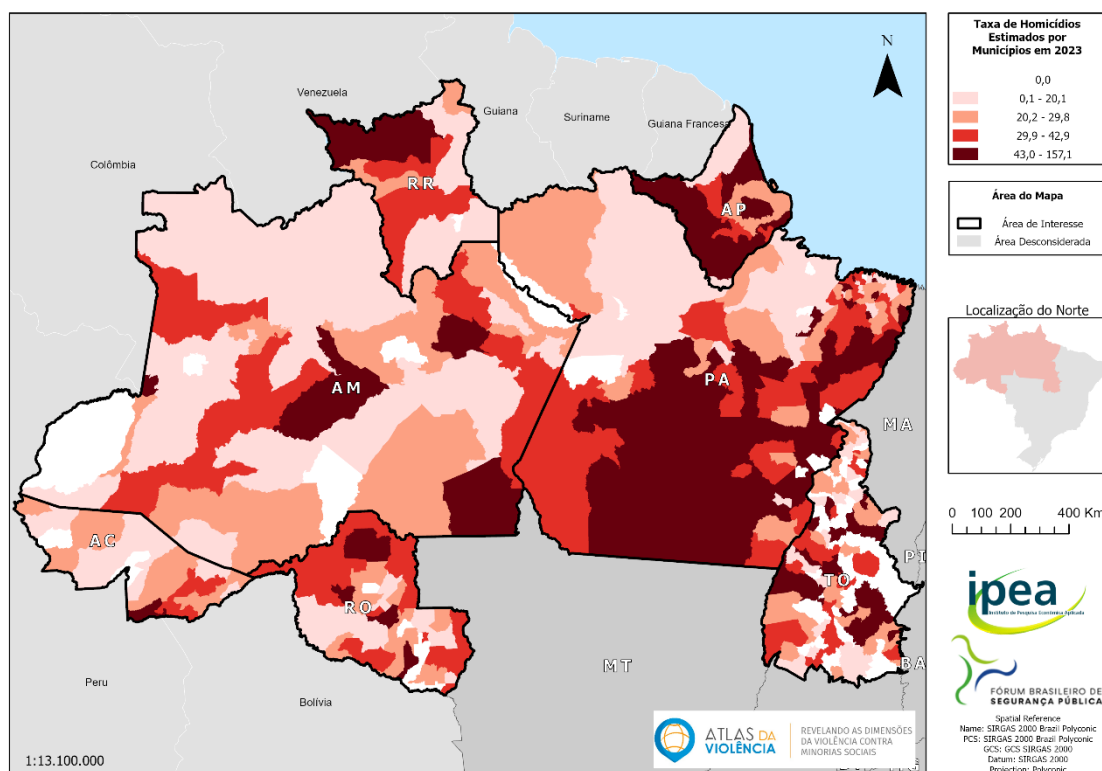 Taxa de Homicídios
Estimados por
Municípios em 2023
0,0
0,1 - 20,1
20,2 - 29,8
29,9 - 42,9
43,0 - 157,1
Área do Mapa
Área de Interesse
Área Desconsiderada
Localização do Norte
0 100 200 400 Km
ipea
Instituto de Pesquisa Econômica Aplicada
FÓRUM BRASILEIRO DE
SEGURANÇA PÚBLICA
Spatial Reference
Name: SIRGAS 2000 Brazil Polyconic
PCS: SIRGAS 2000 Brazil Polyconic
GCS: GCS SIRGAS 2000
Datum: SIRGAS 2000
Projection: Polyconic
N
Venezuela
Guiana
Suriname
Guiana Francesa
Colômbia
RR
AP
AM
PA
MA
AC
RO
TO
PI
MT
BA
Peru
Bolívia
ATLAS DA
VIOLÊNCIA
REVELANDO AS DIMENSÕES
DA VIOLÊNCIA CONTRA
MINORIAS SOCIAIS
1:13.100.000